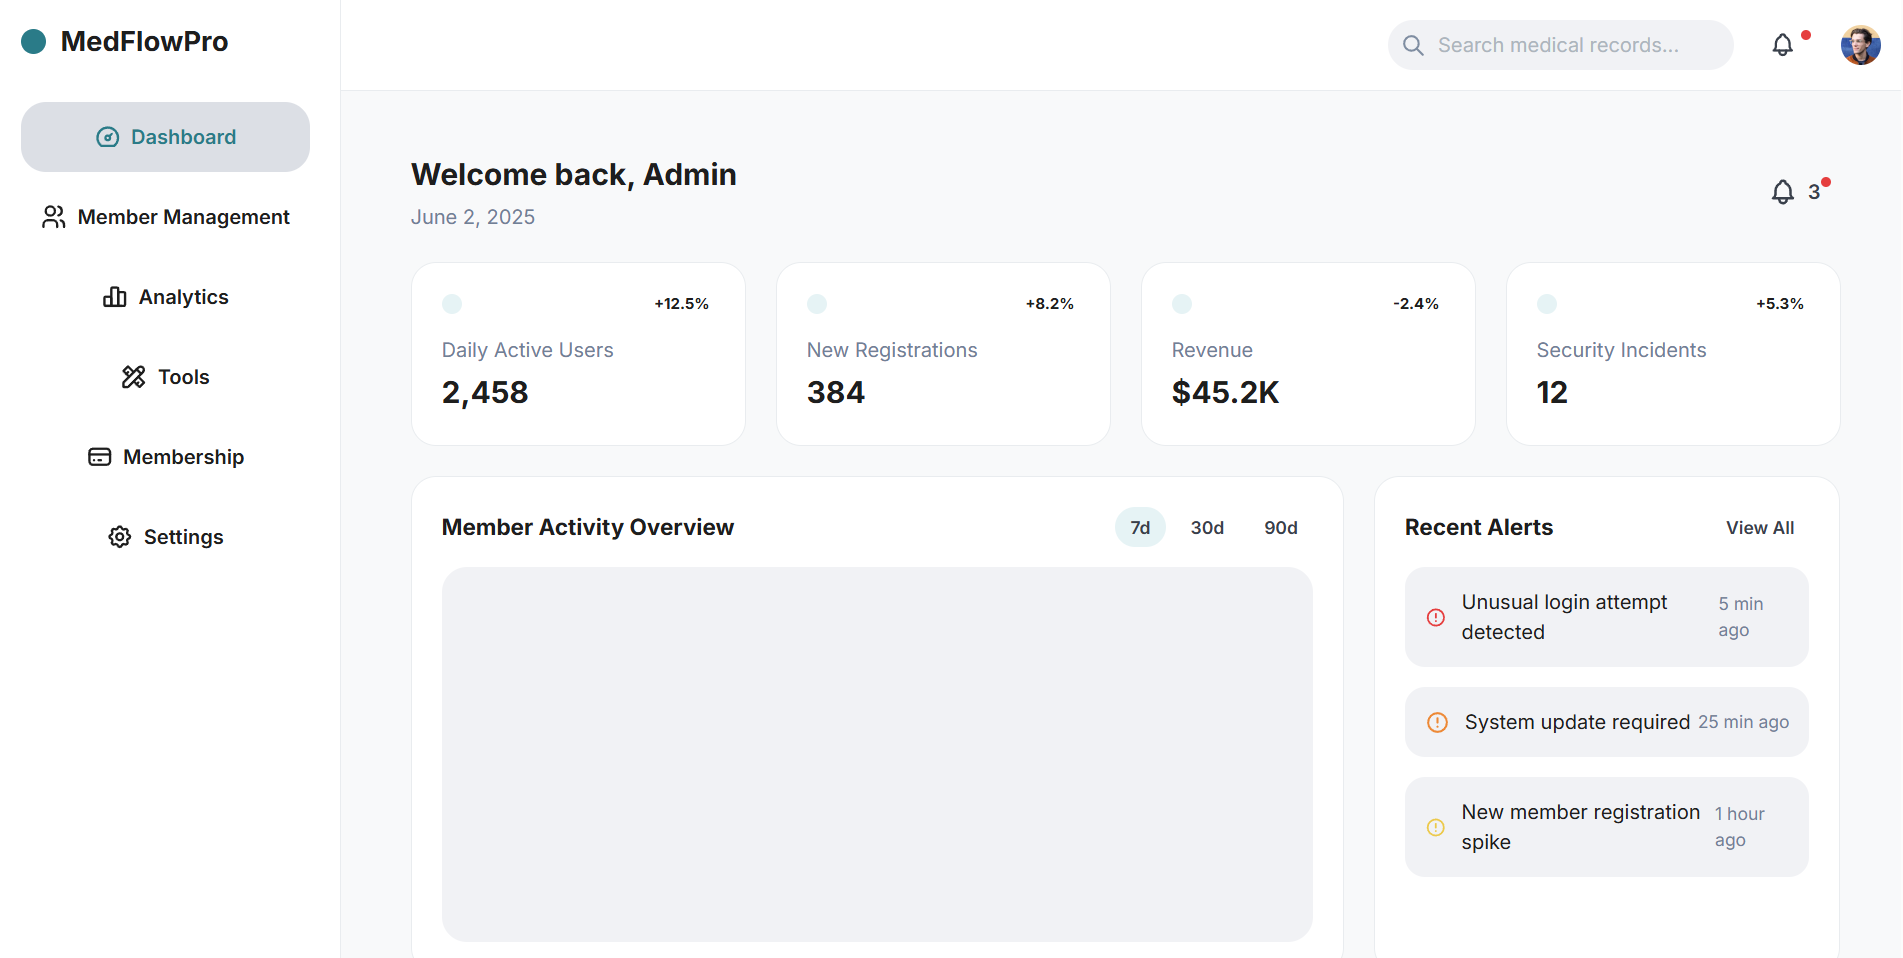 MedFlowPro
Search medical records...
Dashboard
Member Management
Analytics
Tools
Membership
Settings
Welcome back, Admin
June 2, 2025
3
+12.5%
Daily Active Users
2,458
+8.2%
New Registrations
384
-2.4%
Revenue
$45.2K
+5.3%
Security Incidents
12
Member Activity Overview
7d 30d 90d
Recent Alerts
View All
Unusual login attempt
detected
5 min
ago
System update required 25 min ago
New member registration
spike
1 hour
ago